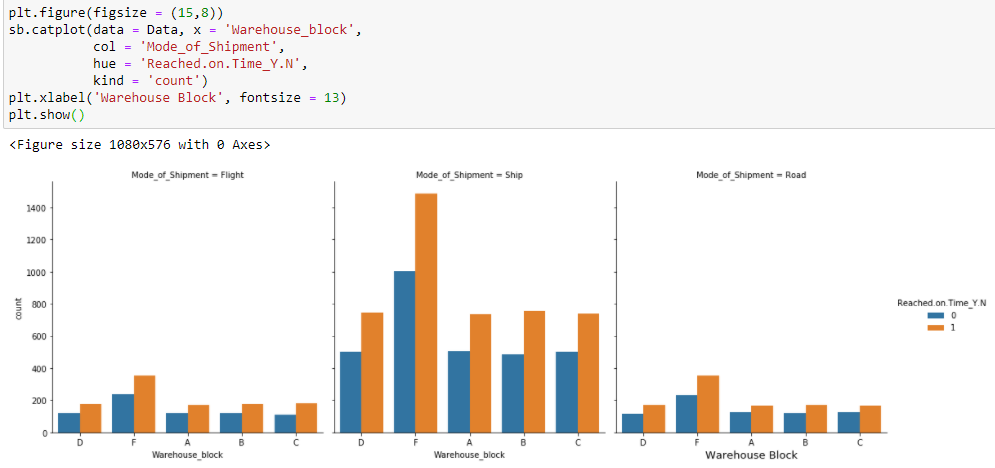 plt.figure(figsize = (15,8))
sb.catplot(data = Data, x = 'Warehouse_block',
col = 'Mode_of_Shipment',
hue = 'Reached.on.Time_Y.N',
kind = 'count')
plt.xlabel('Warehouse Block', fontsize = 13)
plt.show()
<Figure size 1080x576 with 0 Axes>
Mode_of_Shipment = Flight
Mode_of_Shipment = Ship
Mode_of_Shipment = Road
1400
1200
1000
800
600
400
200
0
count
Reached.on.Time_Y.N
0
1
D F A B C
D F A B C
D F A B C
Warehouse_block
Warehouse_block
Warehouse Block